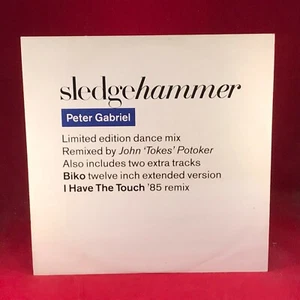 sledgehammer
Peter Gabriel
Limited edition dance mix
Remixed by John 'Tokes' Potoker
Also includes two extra tracks
Biko twelve inch extended version
I Have The Touch '85 remix